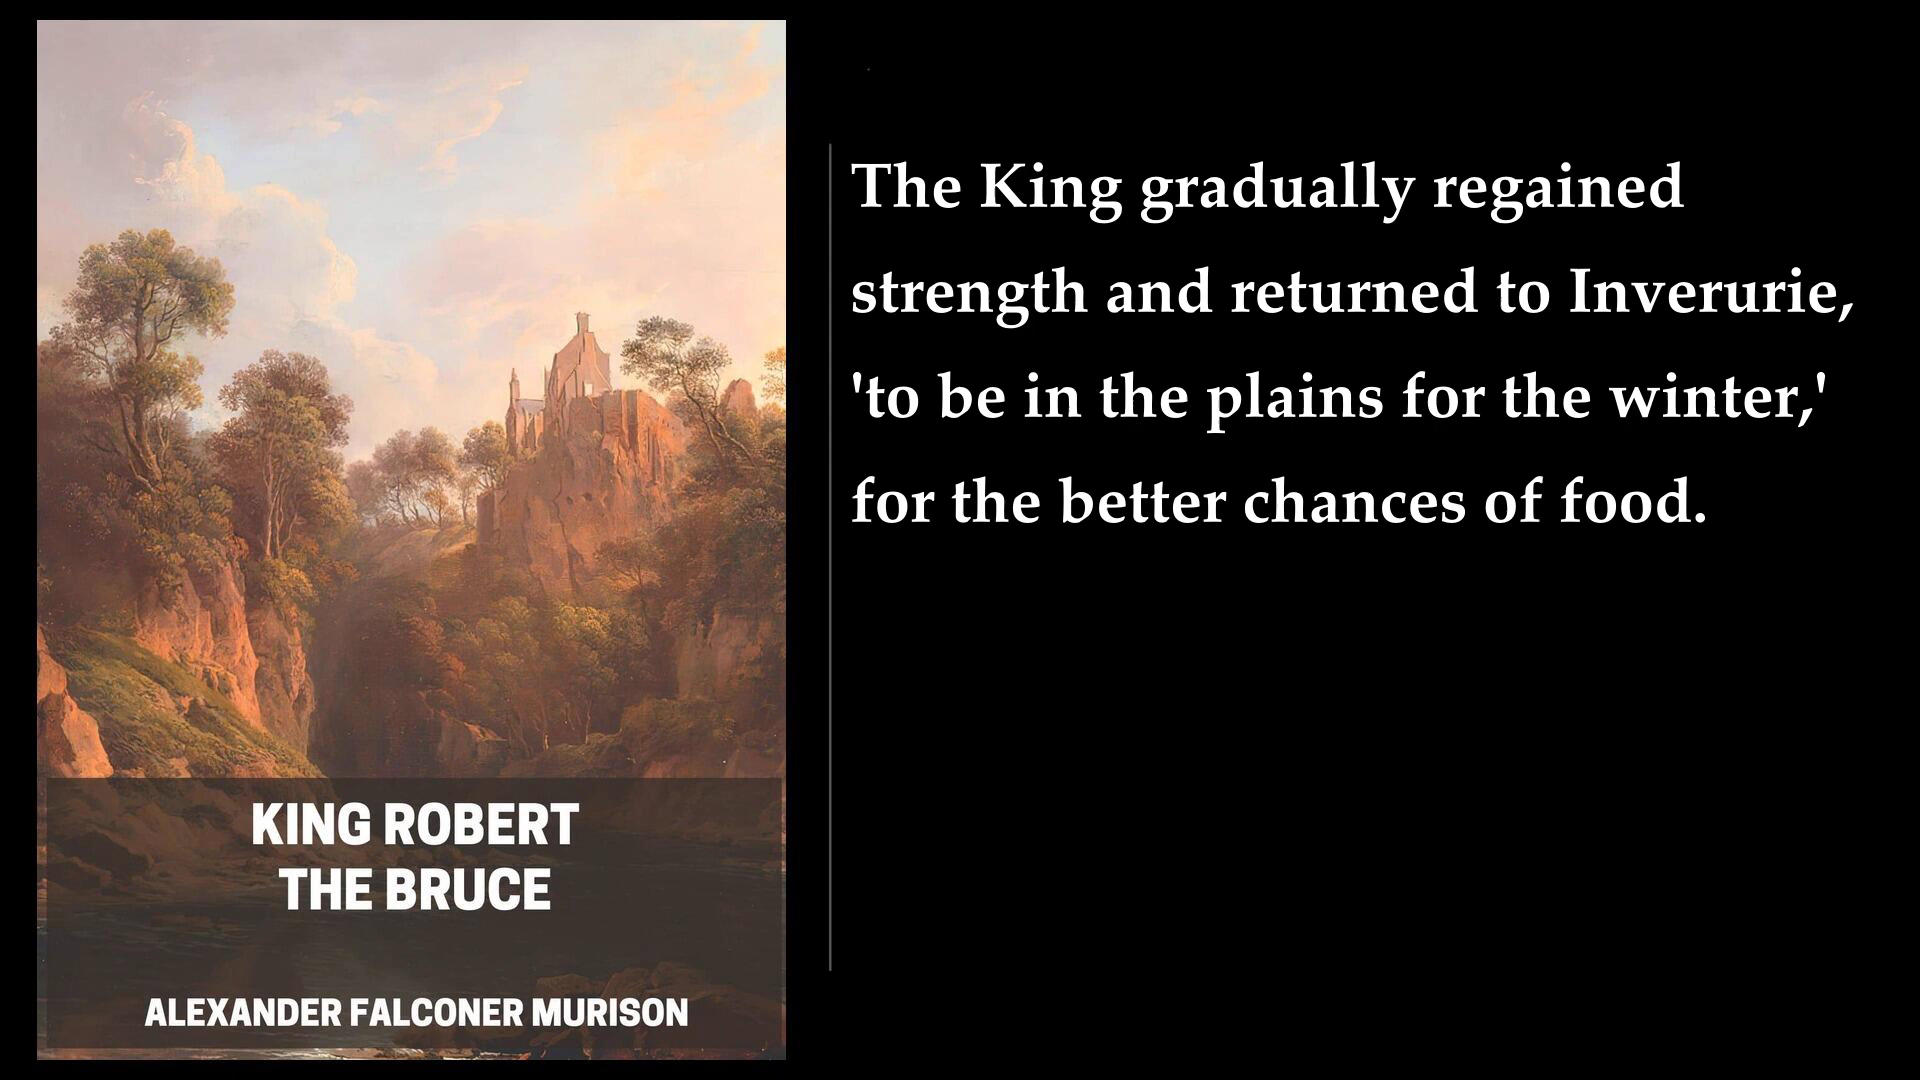 The King gradually regained
strength and returned to Inverurie,
'to be in the plains for the winter,'
for the better chances of food.
KING ROBERT
THE BRUCE
ALEXANDER FALCONER MURISON